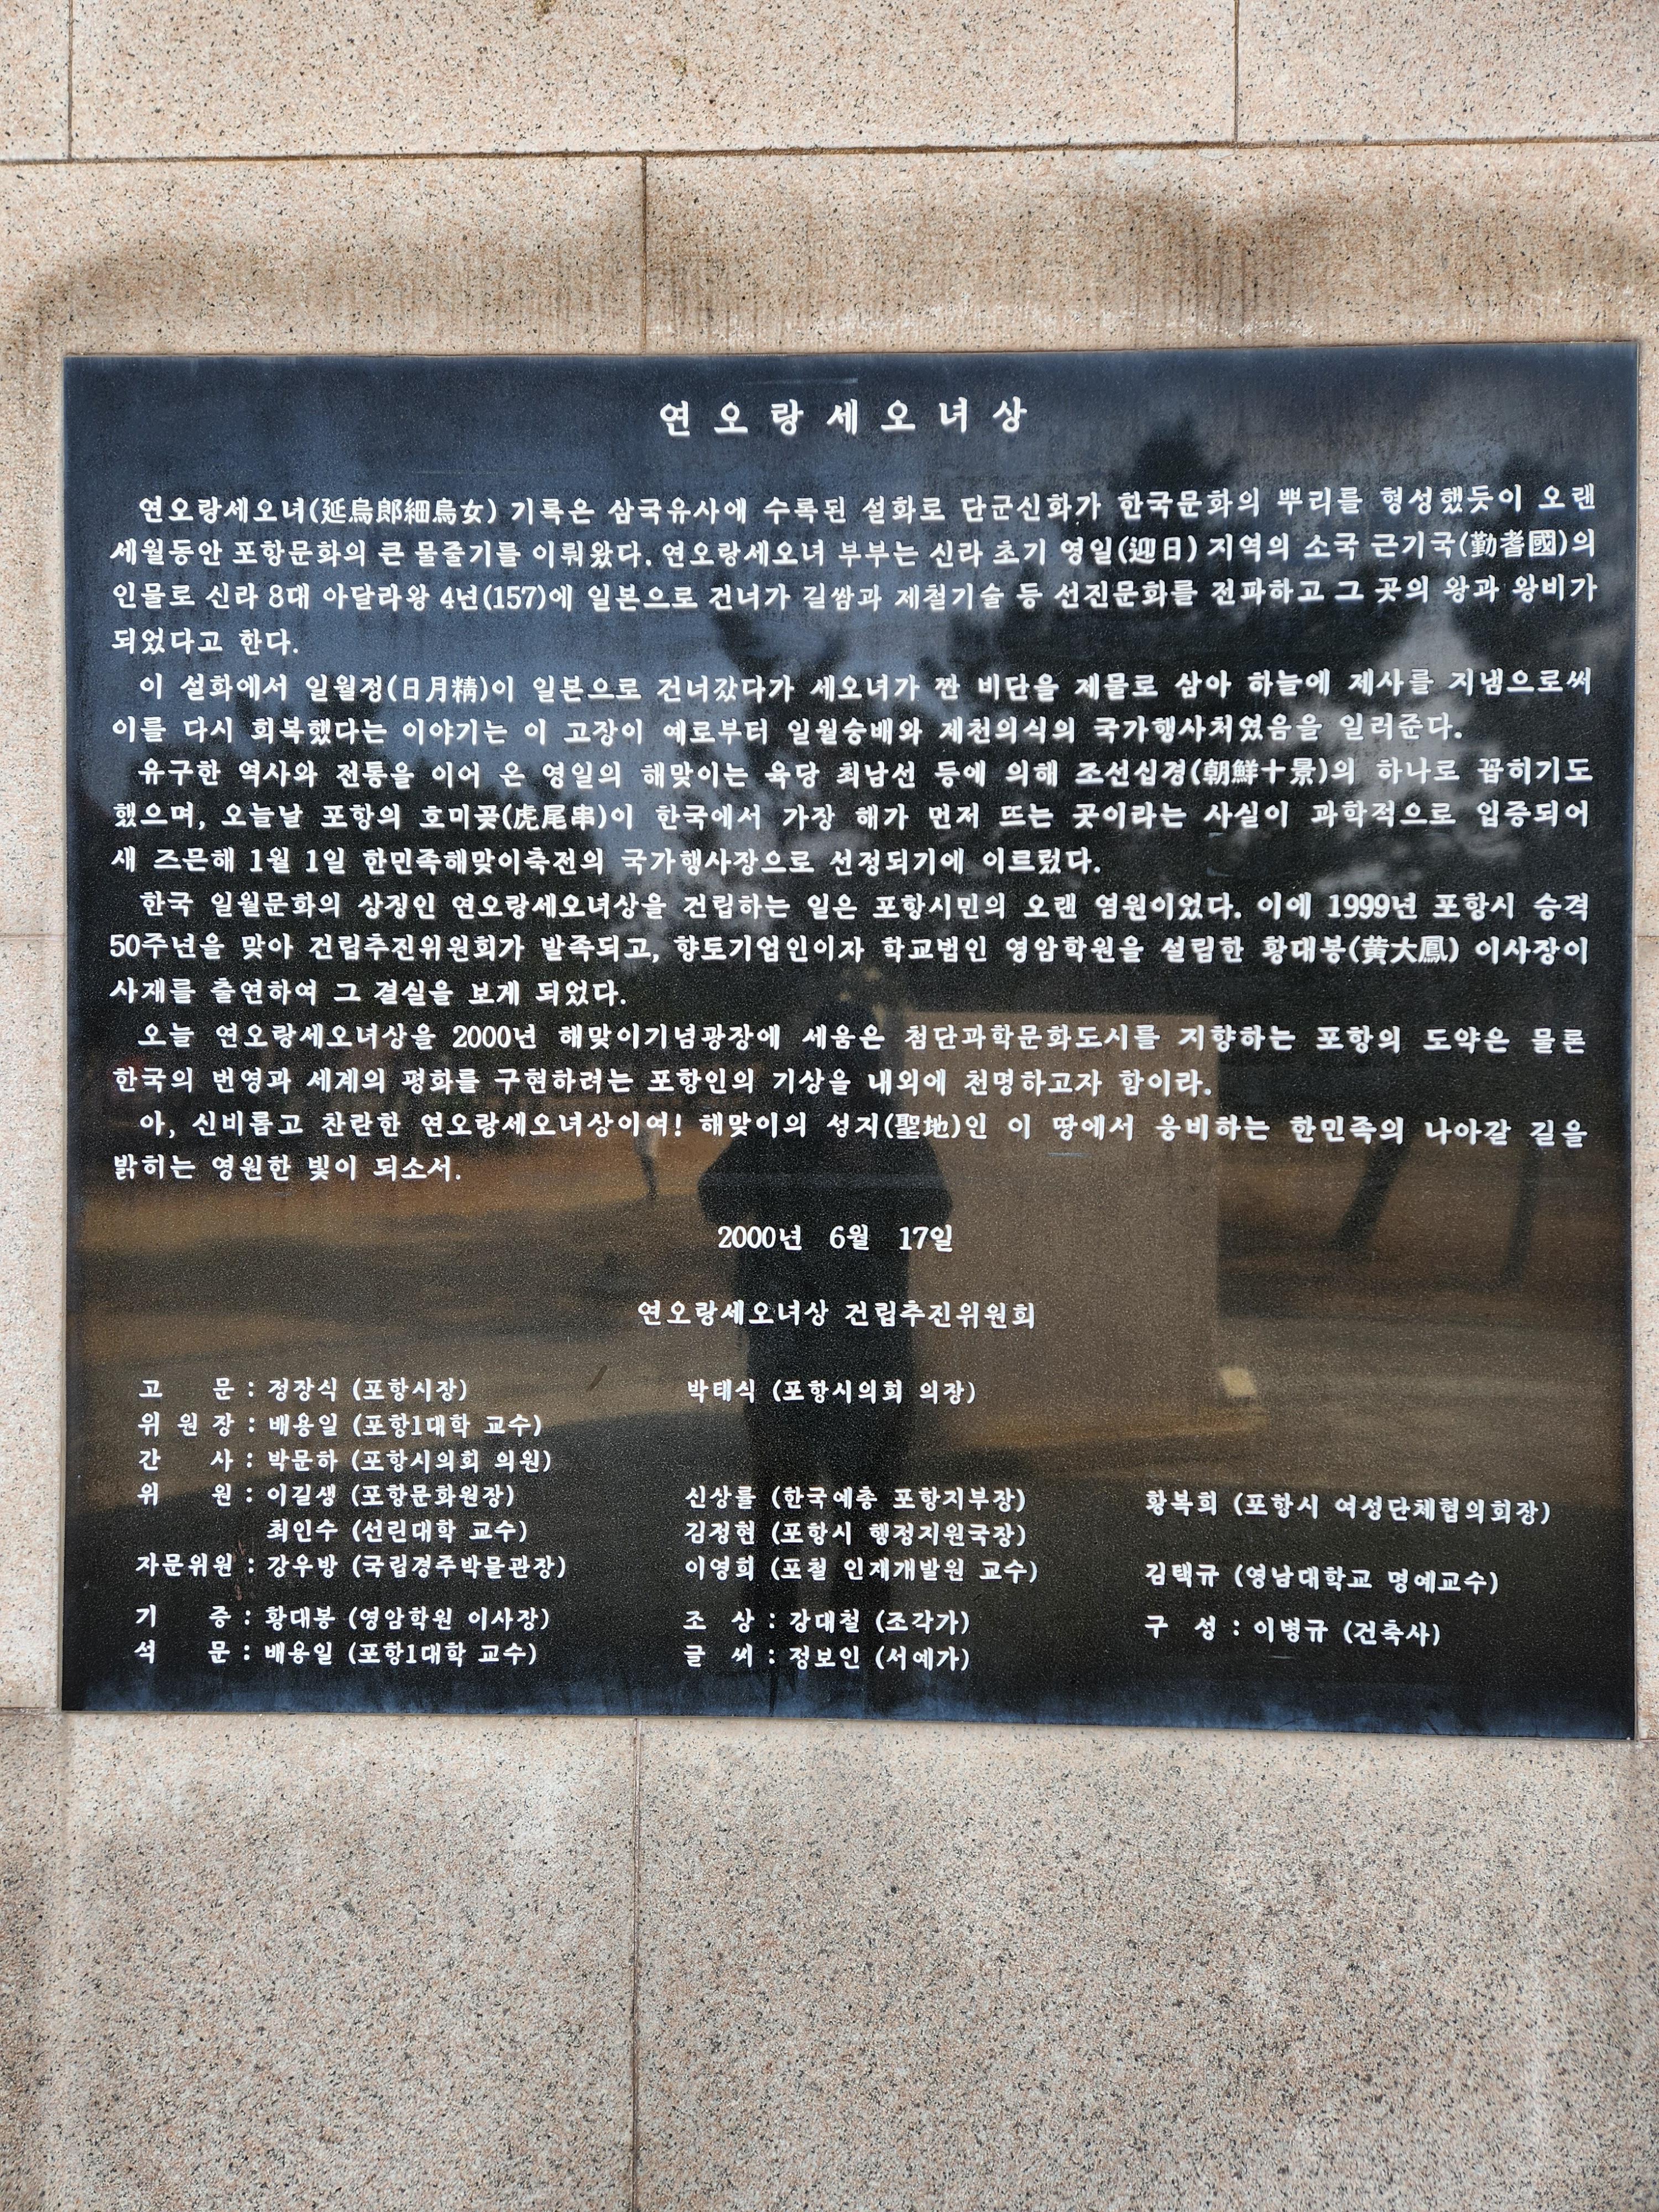 연오랑세오녀상
연오랑세오녀(延烏郎細烏女) 기록은 삼국유사에 수록된 설화로 단군신화가 한국문화의 뿌리를 형성했듯이 오랜
세월동안 포항문화의 큰 물줄기를 이뤄왔다. 연오랑세오녀 부부는 신라 초기 영일(迎日) 지역의 소국 근기국(勤耆國)의
인물로 신라 8대 아달라왕 4년(157)에 일본으로 건너가 길쌈과 제철기술 등 선진문화를 전파하고 그 곳의 왕과 왕비가
되었다고 한다.
이 설화에서 일월정(日月精)이 일본으로 건너갔다가 세오녀가 짠 비단을 제물로 삼아 하늘에 제사를 지냄으로써
이를 다시 회복했다는 이야기는 이 고장이 예로부터 일월숭배와 제천의식의 국가행사처였음을 일러준다.
유구한 역사와 전통을 이어 온 영일의 해맞이는 육당 최남선 등에 의해 조선십경(朝鮮十景)의 하나로 꼽히기도
했으며, 오늘날 포항의 호미곶(虎尾串)이 한국에서 가장 해가 먼저 뜨는 곳이라는 사실이 과학적으로 입증되어
새 즈믄해 1월 1일 한민족해맞이축전의 국가행사장으로 선정되기에 이르렀다.
한국 일월문화의 상징인 연오랑세오녀상을 건립하는 일은 포항시민의 오랜 염원이었다. 이에 1999년 포항시 승격
50주년을 맞아 건립추진위원회가 발족되고, 향토기업인이자 학교법인 영암학원을 설립한 황대봉(黄大鳳) 이사장이
사재를 출연하여 그 결실을 보게 되었다.
오늘 연오랑세오녀상을 2000년 해맞이기념광장에 세움은 첨단과학문화도시를 지향하는 포항의 도약은 물론
한국의 번영과 세계의 평화를 구현하려는 포항인의 기상을 내외에 천명하고자 함이라.
아, 신비롭고 찬란한 연오랑세오녀상이여! 해맞이의 성지(聖地)인 이 땅에서 웅비하는 한민족의 나아갈 길을
밝히는 영원한 빛이 되소서.
2000년 6월 17일
연오랑세오녀상 건립추진위원회
고 문 : 정장식 (포항시장) 박태식 (포항시의회 의장)
위 원 장 : 배용일 (포항1대학 교수)
간 사 : 박문하 (포항시의회 의원)
위 원 : 이길생 (포항문화원장) 신상률 (한국예총 포항지부장) 황복희 (포항시 여성단체협의회장)
최인수 (선린대학 교수) 김정현 (포항시 행정지원국장)
자문위원 : 강우방 (국립경주박물관장) 이영희 (포철 인재개발원 교수) 김택규 (영남대학교 명예교수)
기 증 : 황대봉 (영암학원 이사장) 조 상 : 강대철 (조각가) 구 성 : 이병규 (건축사)
석 문 : 배용일 (포항1대학 교수) 글 씨 : 정보인 (서예가)